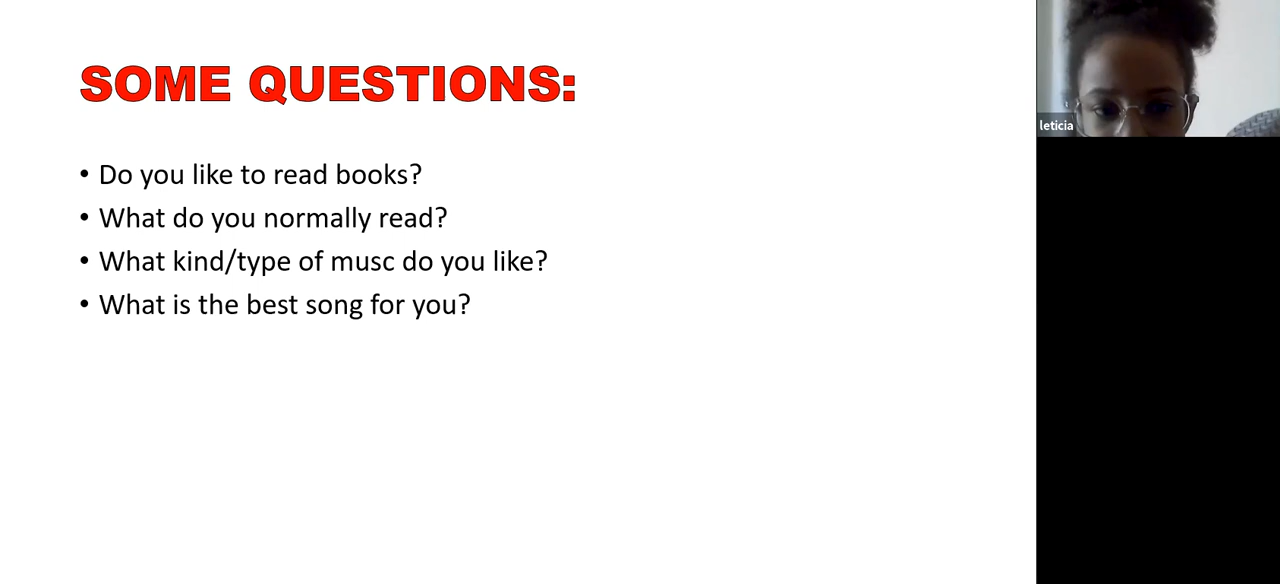 SOME QUESTIONS:
• Do you like to read books?
• What do you normally read?
• What kind/type of musc do you like?
• What is the best song for you?
leticia